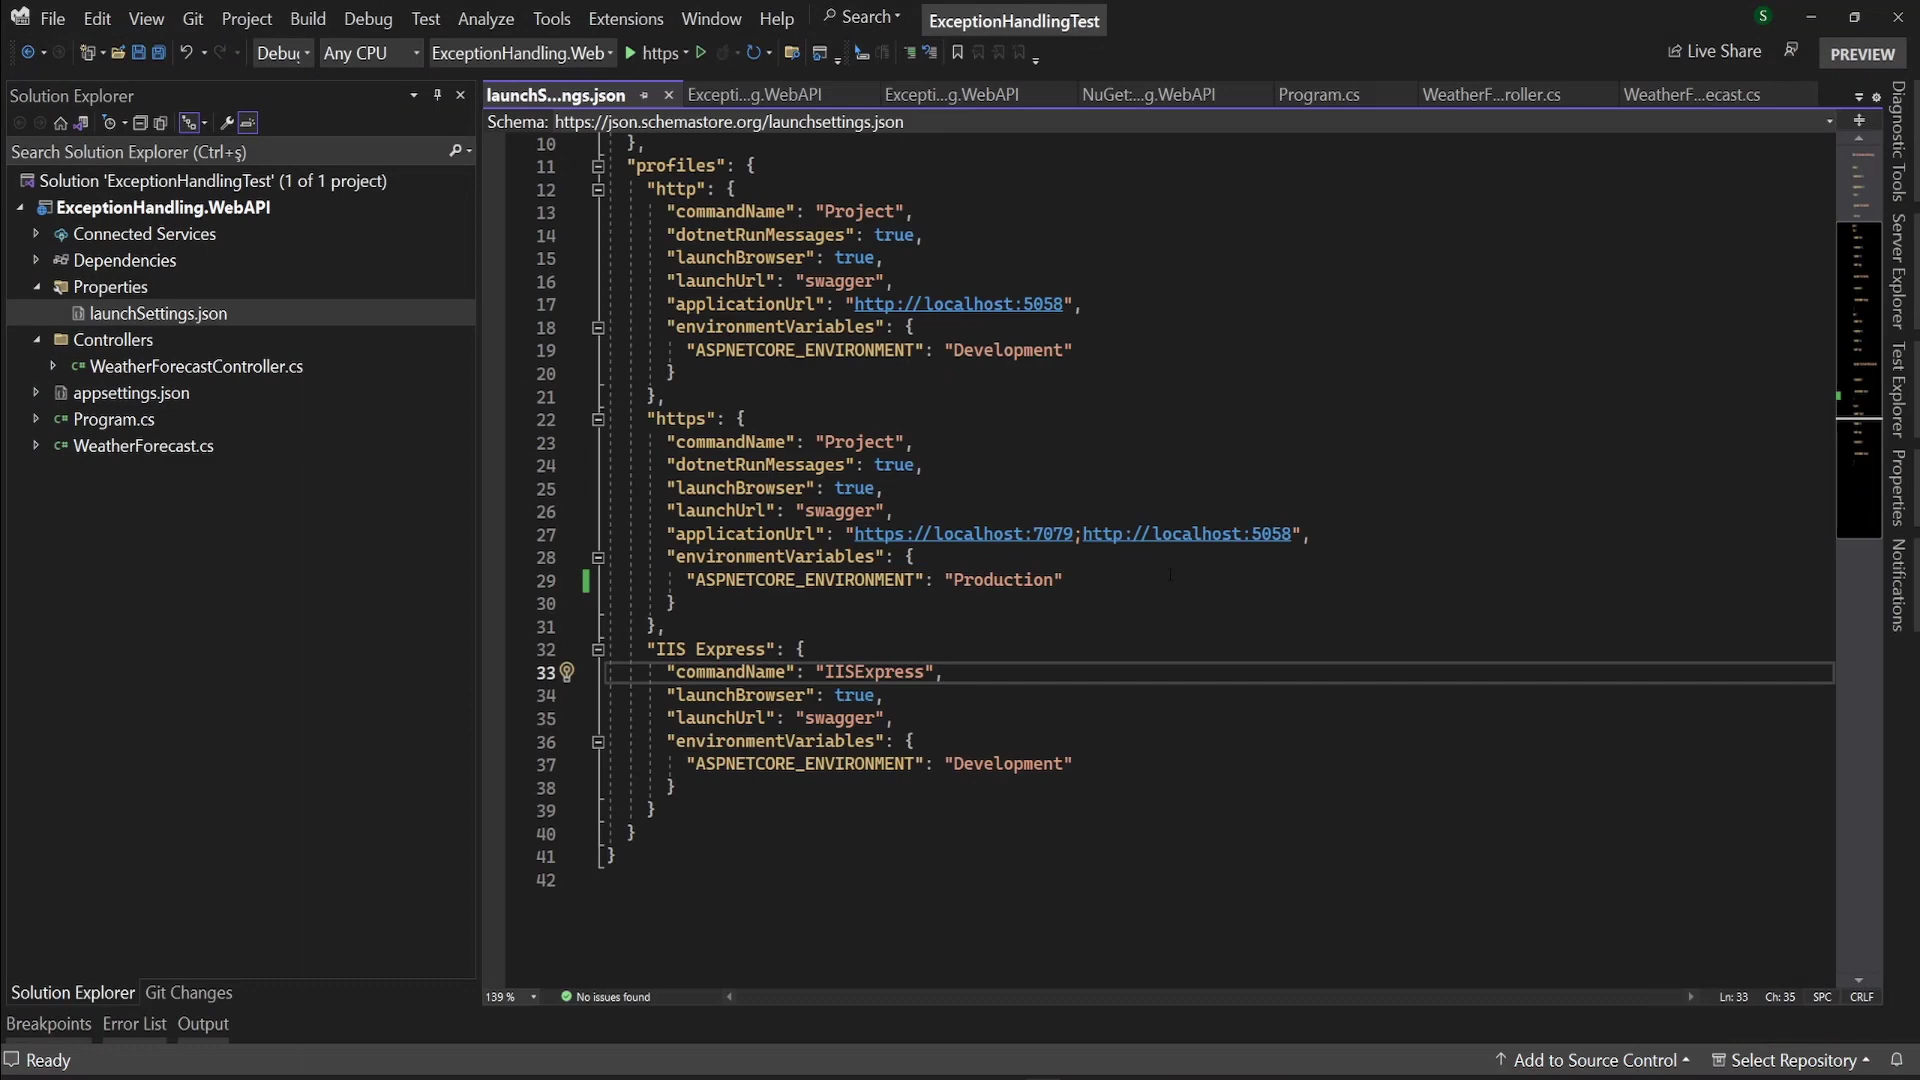 File Edit View Git Project Build Debug Test Analyze Tools Extensions Window Help Search ExceptionHandlingTest S
Debug Any CPU ExceptionHandling.Web https Live Share PREVIEW
Solution Explorer
Search Solution Explorer (Ctrl+ş)
Solution 'ExceptionHandlingTest' (1 of 1 project)
ExceptionHandling.WebAPI
Connected Services
Dependencies
Properties
launchSettings.json
Controllers
WeatherForecastController.cs
appsettings.json
Program.cs
WeatherForecast.cs
Solution Explorer Git Changes
launchS...ngs.json Excepti...g.WebAPI Excepti...g.WebAPI NuGet:...g.WebAPI Program.cs WeatherF...roller.cs WeatherF...ecast.cs
Schema: https://json.schemastore.org/launchsettings.json
10 },
11 "profiles": {
12 "http": {
13 "commandName": "Project",
14 "dotnetRunMessages": true,
15 "launchBrowser": true,
16 "launchUrl": "swagger",
17 "applicationUrl": "http://localhost:5058",
18 "environmentVariables": {
19 "ASPNETCORE_ENVIRONMENT": "Development"
20 }
21 },
22 "https": {
23 "commandName": "Project",
24 "dotnetRunMessages": true,
25 "launchBrowser": true,
26 "launchUrl": "swagger",
27 "applicationUrl": "https://localhost:7079;http://localhost:5058",
28 "environmentVariables": {
29 "ASPNETCORE_ENVIRONMENT": "Production"
30 }
31 },
32 "IIS Express": {
33 "commandName": "IISExpress",
34 "launchBrowser": true,
35 "launchUrl": "swagger",
36 "environmentVariables": {
37 "ASPNETCORE_ENVIRONMENT": "Development"
38 }
39 }
40 }
41 }
42
139 % No issues found Ln: 33 Ch: 35 SPC CRLF
Diagnostic Tools
Server Explorer
Test Explorer
Properties
Notifications
Breakpoints Error List Output
Ready Add to Source Control Select Repository